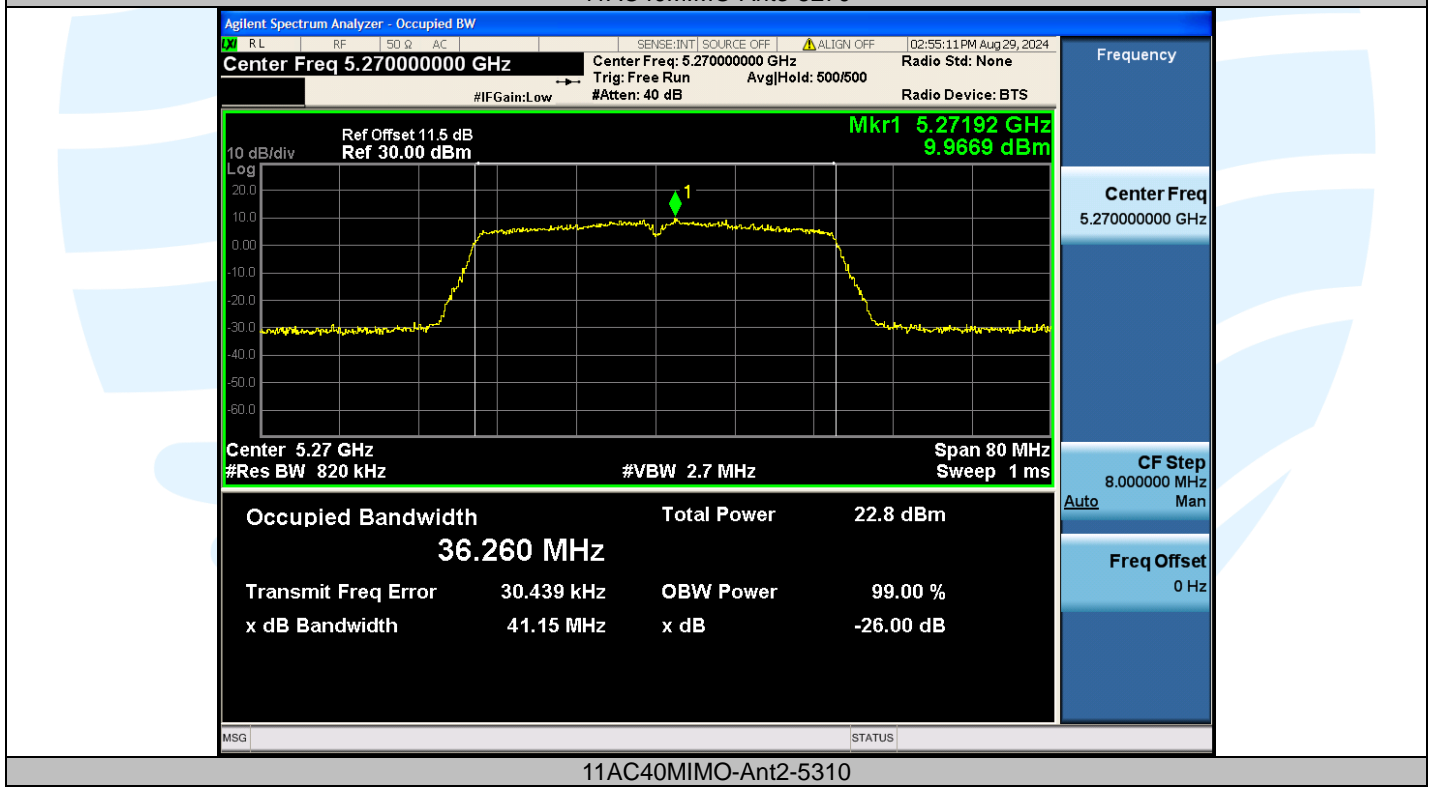 Agilent Spectrum Analyzer - Occupied BW
LXI RL RF 50 Ω AC SENSE:INT SOURCE OFF ALIGN OFF 02:55:11 PM Aug 29, 2024
Center Freq 5.270000000 GHz
Center Freq: 5.270000000 GHz Radio Std: None
Trig: Free Run Avg|Hold: 500/500
#IFGain:Low #Atten: 40 dB Radio Device: BTS
Frequency
Ref Offset 11.5 dB
10 dB/div Ref 30.00 dBm
Mkr1 5.27192 GHz
9.9669 dBm
Log
20.0
10.0
0.00
-10.0
-20.0
-30.0
-40.0
-50.0
-60.0
1
Center 5.27 GHz Span 80 MHz
#Res BW 820 kHz #VBW 2.7 MHz Sweep 1 ms
Occupied Bandwidth Total Power 22.8 dBm
36.260 MHz
Transmit Freq Error 30.439 kHz OBW Power 99.00 %
x dB Bandwidth 41.15 MHz x dB -26.00 dB
Center Freq
5.270000000 GHz
CF Step
8.000000 MHz
Auto Man
Freq Offset
0 Hz
MSG STATUS
11AC40MIMO-Ant2-5310